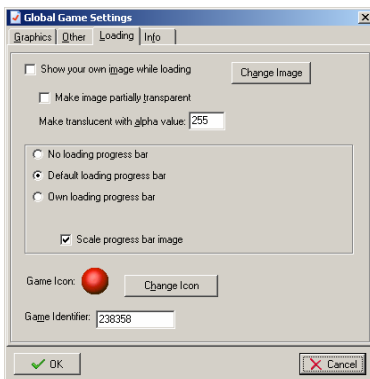 Global Game Settings
Graphics Other Loading Info
Show your own image while loading Change Image
Make image partially transparent
Make translucent with alpha value: 255
No loading progress bar
Default loading progress bar
Own loading progress bar
Scale progress bar image
Game Icon: Change Icon
Game Identifier: 238358
OK Cancel